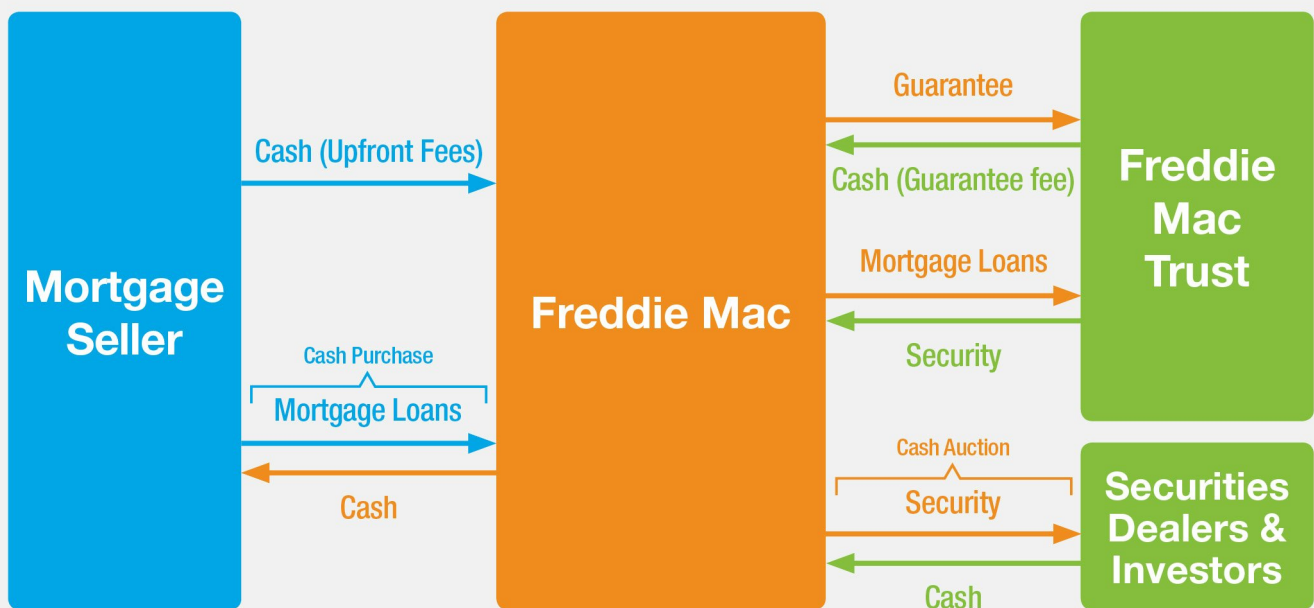 Mortgage
Seller
Cash (Upfront Fees)
Cash Purchase
Mortgage Loans
Cash
Freddie Mac
Guarantee
Cash (Guarantee fee)
Mortgage Loans
Security
Freddie
Mac
Trust
Cash Auction
Security
Cash
Securities
Dealers &
Investors